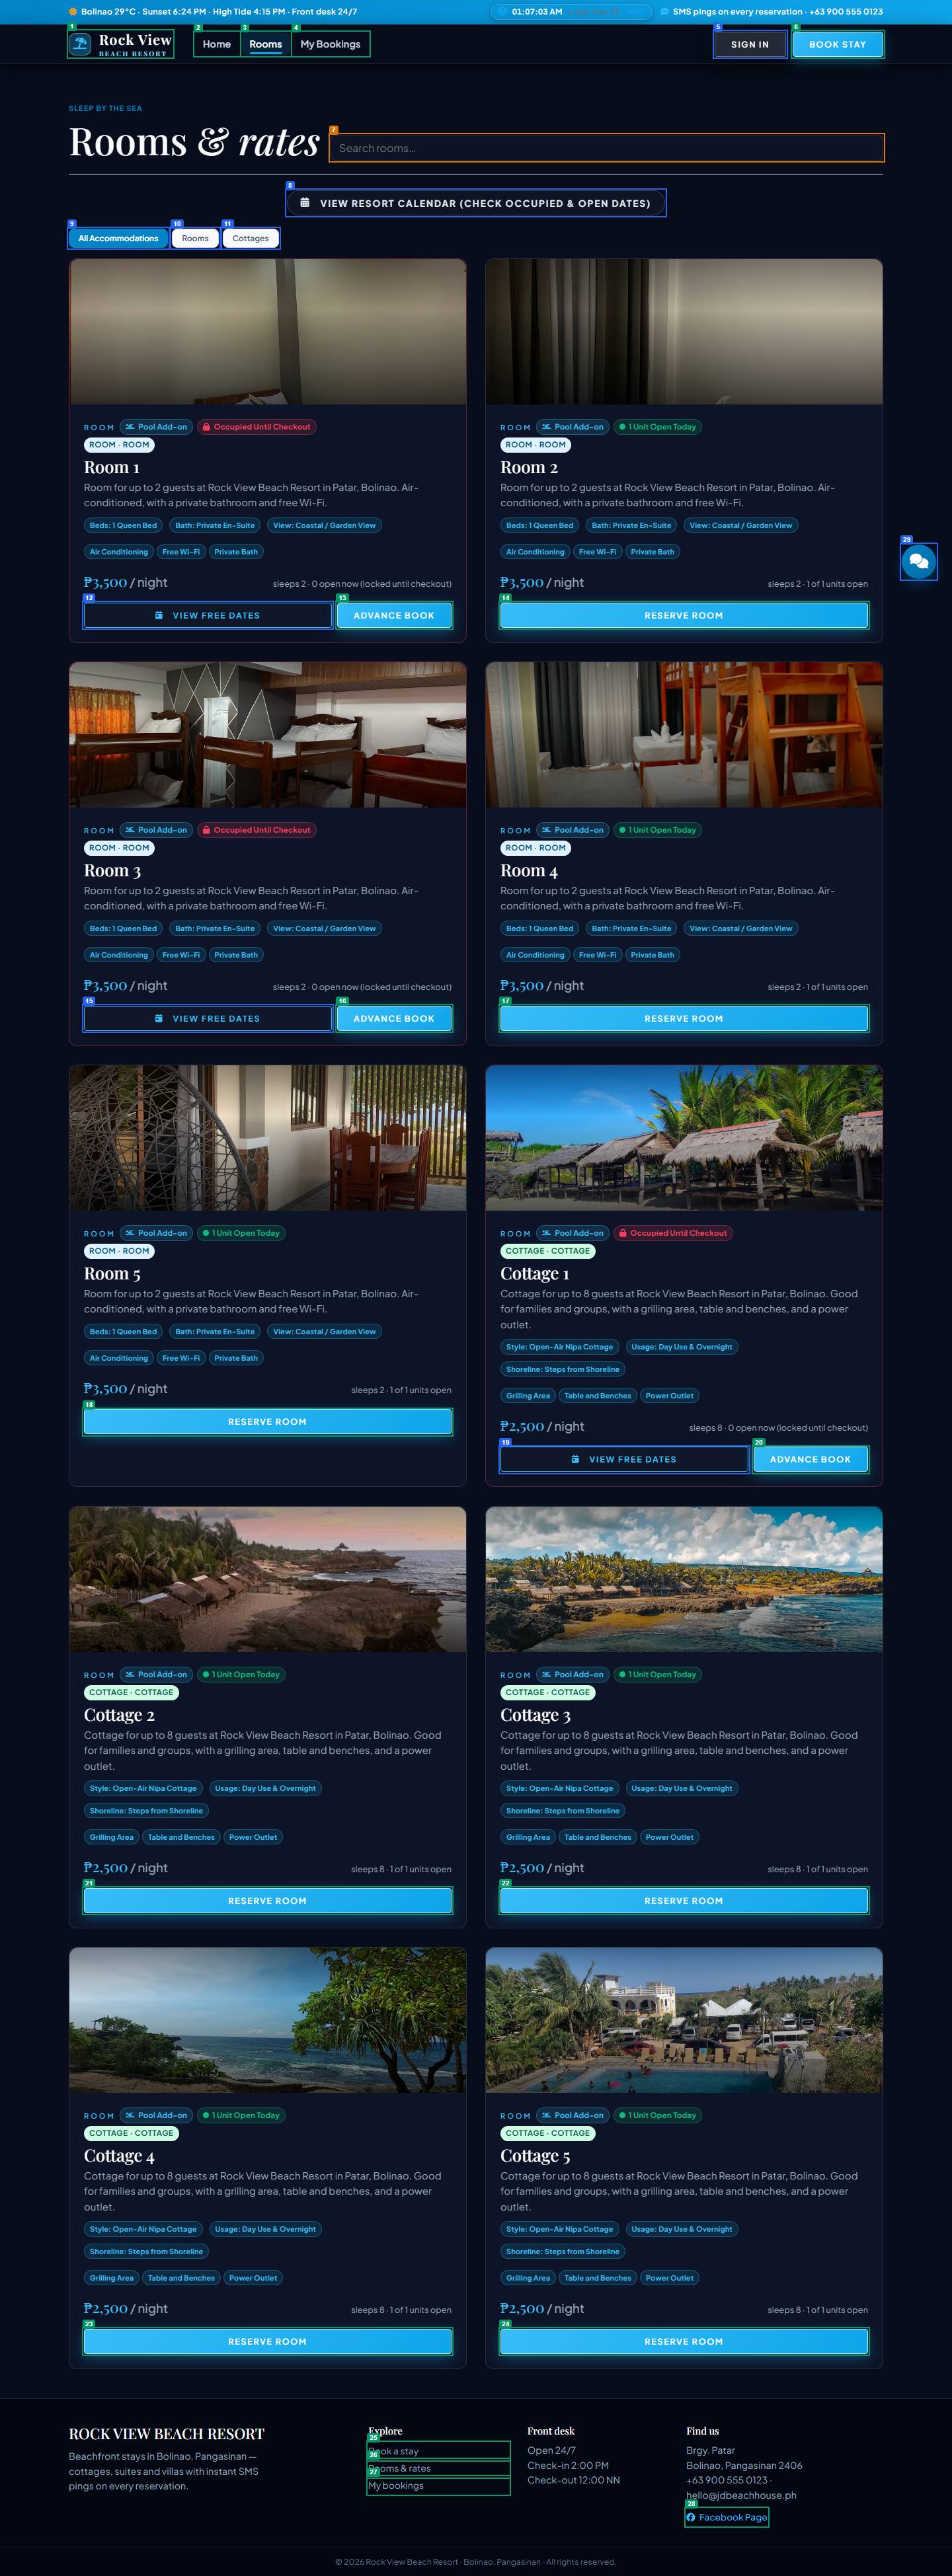 Bolinao 29°C · Sunset 6:24 PM · High Tide 4:15 PM · Front desk 24/7
01:07:03 AM
SMS pings on every reservation · +63 900 555 0123
1
Rock View
BEACH RESORT
2
Home
3
Rooms
4
My Bookings
5
SIGN IN
6
BOOK STAY
SLEEP BY THE SEA
Rooms & rates
7
Search rooms...
8
VIEW RESORT CALENDAR (CHECK OCCUPIED & OPEN DATES)
9
All Accommodations
10
Rooms
11
Cottages
ROOM Pool Add-on Occupied Until Checkout
ROOM · ROOM
Room 1
Room for up to 2 guests at Rock View Beach Resort in Patar, Bolinao. Air-
conditioned, with a private bathroom and free Wi-Fi.
Beds: 1 Queen Bed Bath: Private En-Suite View: Coastal / Garden View
Air Conditioning Free Wi-Fi Private Bath
₱3,500 / night sleeps 2 · 0 open now (locked until checkout)
12
VIEW FREE DATES
13
ADVANCE BOOK
ROOM Pool Add-on 1 Unit Open Today
ROOM · ROOM
Room 2
Room for up to 2 guests at Rock View Beach Resort in Patar, Bolinao. Air-
conditioned, with a private bathroom and free Wi-Fi.
Beds: 1 Queen Bed Bath: Private En-Suite View: Coastal / Garden View
Air Conditioning Free Wi-Fi Private Bath
₱3,500 / night sleeps 2 · 1 of 1 units open
14
RESERVE ROOM
29
ROOM Pool Add-on Occupied Until Checkout
ROOM · ROOM
Room 3
Room for up to 2 guests at Rock View Beach Resort in Patar, Bolinao. Air-
conditioned, with a private bathroom and free Wi-Fi.
Beds: 1 Queen Bed Bath: Private En-Suite View: Coastal / Garden View
Air Conditioning Free Wi-Fi Private Bath
₱3,500 / night sleeps 2 · 0 open now (locked until checkout)
15
VIEW FREE DATES
16
ADVANCE BOOK
ROOM Pool Add-on 1 Unit Open Today
ROOM · ROOM
Room 4
Room for up to 2 guests at Rock View Beach Resort in Patar, Bolinao. Air-
conditioned, with a private bathroom and free Wi-Fi.
Beds: 1 Queen Bed Bath: Private En-Suite View: Coastal / Garden View
Air Conditioning Free Wi-Fi Private Bath
₱3,500 / night sleeps 2 · 1 of 1 units open
17
RESERVE ROOM
ROOM Pool Add-on 1 Unit Open Today
ROOM · ROOM
Room 5
Room for up to 2 guests at Rock View Beach Resort in Patar, Bolinao. Air-
conditioned, with a private bathroom and free Wi-Fi.
Beds: 1 Queen Bed Bath: Private En-Suite View: Coastal / Garden View
Air Conditioning Free Wi-Fi Private Bath
₱3,500 / night sleeps 2 · 1 of 1 units open
18
RESERVE ROOM
ROOM Pool Add-on Occupied Until Checkout
COTTAGE · COTTAGE
Cottage 1
Cottage for up to 8 guests at Rock View Beach Resort in Patar, Bolinao. Good
for families and groups, with a grilling area, table and benches, and a power
outlet.
Style: Open-Air Nipa Cottage Usage: Day Use & Overnight
Shoreline: Steps from Shoreline
Grilling Area Table and Benches Power Outlet
₱2,500 / night sleeps 8 · 0 open now (locked until checkout)
19
VIEW FREE DATES
20
ADVANCE BOOK
ROOM Pool Add-on 1 Unit Open Today
COTTAGE · COTTAGE
Cottage 2
Cottage for up to 8 guests at Rock View Beach Resort in Patar, Bolinao. Good
for families and groups, with a grilling area, table and benches, and a power
outlet.
Style: Open-Air Nipa Cottage Usage: Day Use & Overnight
Shoreline: Steps from Shoreline
Grilling Area Table and Benches Power Outlet
₱2,500 / night sleeps 8 · 1 of 1 units open
21
RESERVE ROOM
ROOM Pool Add-on 1 Unit Open Today
COTTAGE · COTTAGE
Cottage 3
Cottage for up to 8 guests at Rock View Beach Resort in Patar, Bolinao. Good
for families and groups, with a grilling area, table and benches, and a power
outlet.
Style: Open-Air Nipa Cottage Usage: Day Use & Overnight
Shoreline: Steps from Shoreline
Grilling Area Table and Benches Power Outlet
₱2,500 / night sleeps 8 · 1 of 1 units open
22
RESERVE ROOM
ROOM Pool Add-on 1 Unit Open Today
COTTAGE · COTTAGE
Cottage 4
Cottage for up to 8 guests at Rock View Beach Resort in Patar, Bolinao. Good
for families and groups, with a grilling area, table and benches, and a power
outlet.
Style: Open-Air Nipa Cottage Usage: Day Use & Overnight
Shoreline: Steps from Shoreline
Grilling Area Table and Benches Power Outlet
₱2,500 / night sleeps 8 · 1 of 1 units open
23
RESERVE ROOM
ROOM Pool Add-on 1 Unit Open Today
COTTAGE · COTTAGE
Cottage 5
Cottage for up to 8 guests at Rock View Beach Resort in Patar, Bolinao. Good
for families and groups, with a grilling area, table and benches, and a power
outlet.
Style: Open-Air Nipa Cottage Usage: Day Use & Overnight
Shoreline: Steps from Shoreline
Grilling Area Table and Benches Power Outlet
₱2,500 / night sleeps 8 · 1 of 1 units open
24
RESERVE ROOM
ROCK VIEW BEACH RESORT
Beachfront stays in Bolinao, Pangasinan —
cottages, suites and villas with instant SMS
pings on every reservation.
Explore
25
Book a stay
26
Rooms & rates
27
My bookings
Front desk
Open 24/7
Check-in 2:00 PM
Check-out 12:00 NN
Find us
Brgy. Patar
Bolinao, Pangasinan 2406
+63 900 555 0123 ·
hello@jdbeachhouse.ph
28
Facebook Page
© 2026 Rock View Beach Resort · Bolinao, Pangasinan · All rights reserved.